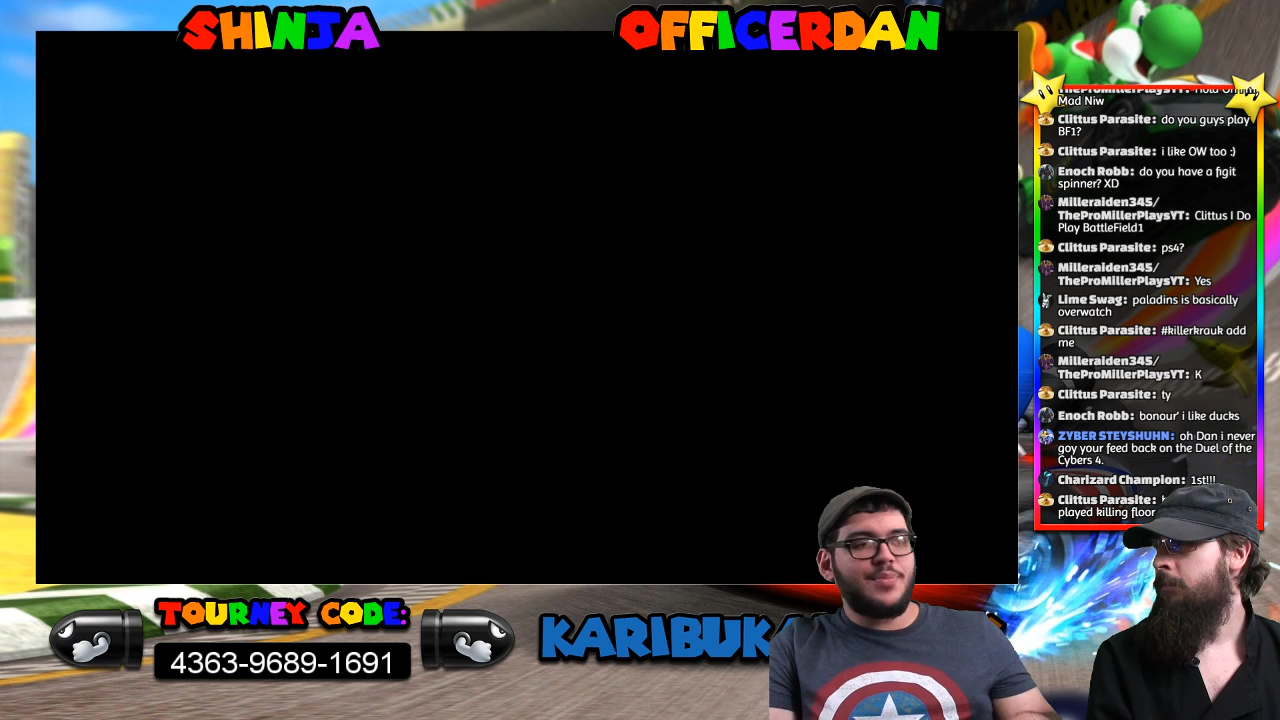 SHINJA
OFFICERDAN
Mad Niw
Clittus Parasite: do you guys play
BF1?
Clittus Parasite: i like OW too :)
Enoch Robb: do you have a figit
spinner? XD
Milleraiden345/
TheProMillerPlaysYT: Clittus I Do
Play BattleField1
Clittus Parasite: ps4?
Milleraiden345/
TheProMillerPlaysYT: Yes
Lime Swag: paladins is basically
overwatch
Clittus Parasite: #killerkrauk add
me
Milleraiden345/
TheProMillerPlaysYT: K
Clittus Parasite: ty
Enoch Robb: bonour' i like ducks
ZYBER STEYSHUHN: oh Dan i never
goy your feed back on the Duel of the
Cybers 4.
Charizard Champion: 1st!!!
Clittus Parasite:
played killing floor
TOURNEY CODE:
4363-9689-1691